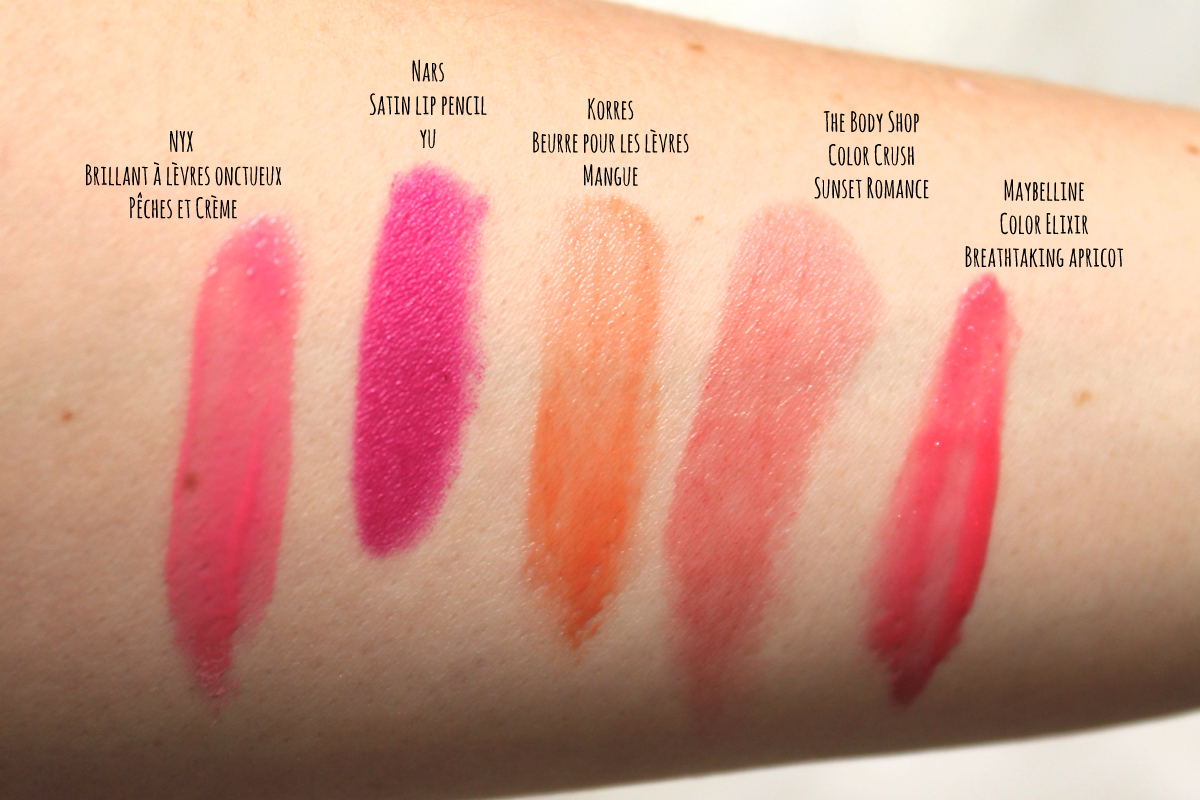 NYX
Brillant à lèvres onctueux
Pêches et Crème
Nars
Satin lip pencil
YU
Korres
Beurre pour les lèvres
Mangue
The Body Shop
Color Crush
Sunset Romance
Maybelline
Color Elixir
Breathtaking apricot